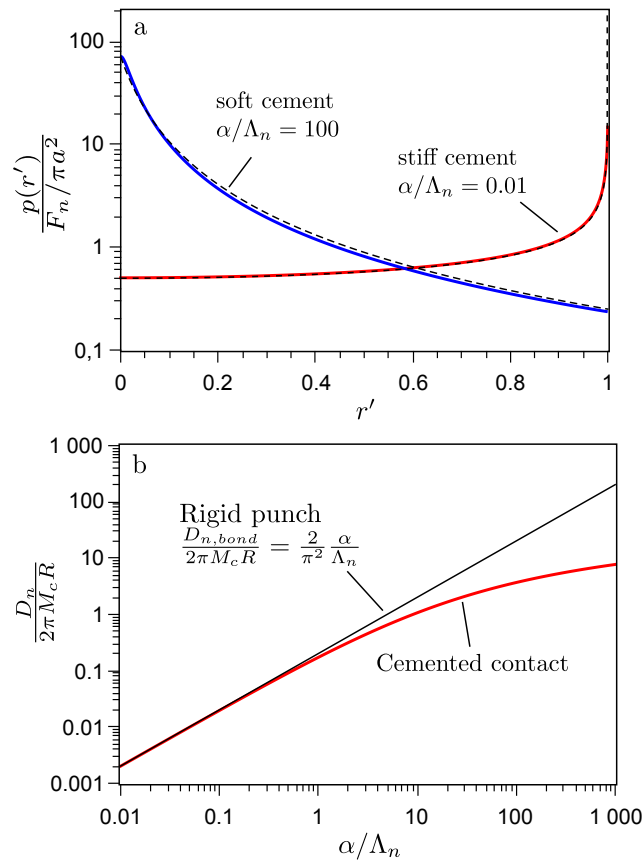 a
100
10
1
0,1
p(r′)
F_n/πa²
soft cement
α/Λ_n = 100
stiff cement
α/Λ_n = 0.01
0
0.2
0.4
0.6
0.8
1
r′
b
1 000
100
10
1
0.1
0.01
0.001
D_n
2πM_cR
Rigid punch
D_{n,bond}/2πM_cR = 2/π² α/Λ_n
Cemented contact
0.01
0.1
1
10
100
1 000
α/Λ_n